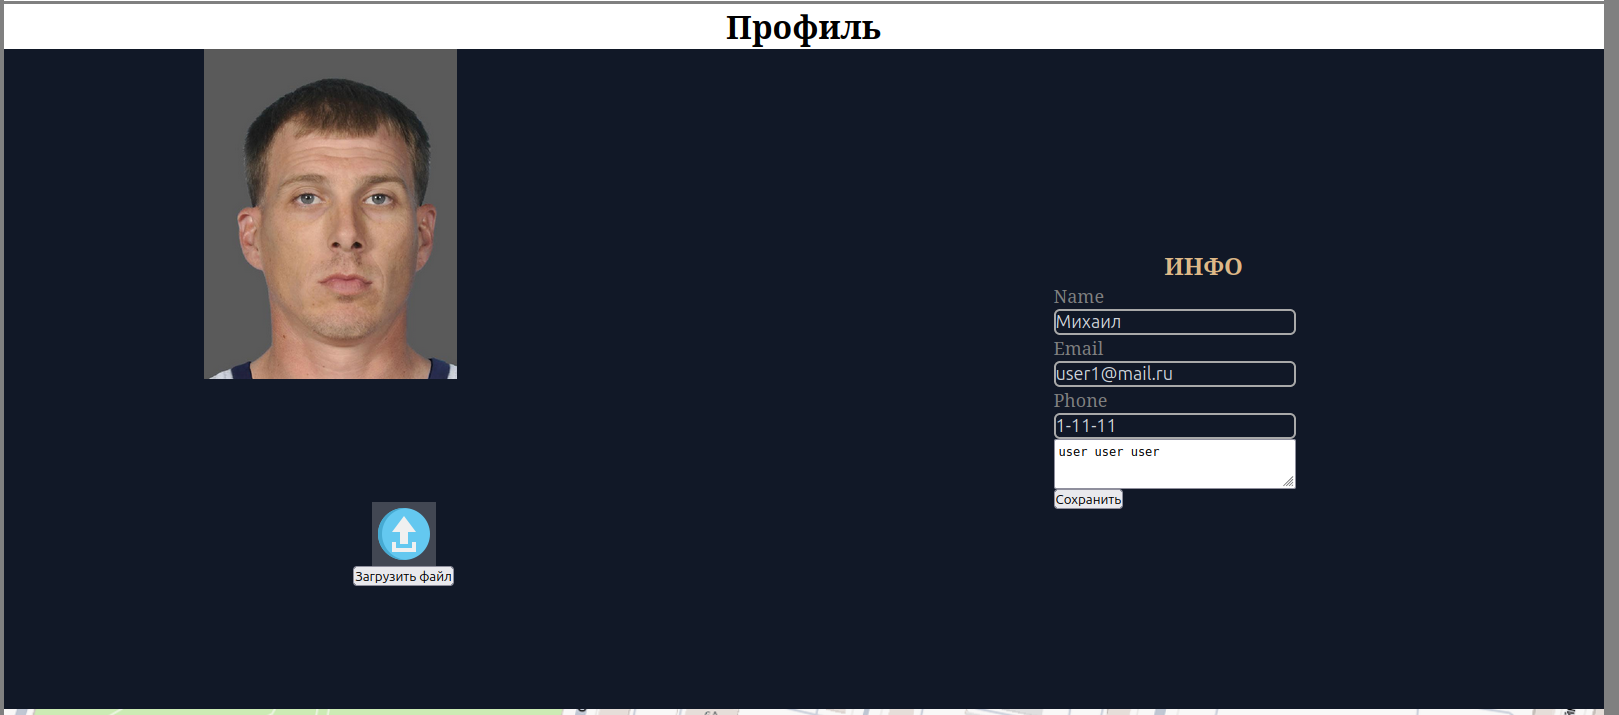 Профиль
ИНФО
Name
Михаил
Email
user1@mail.ru
Phone
1-11-11
user user user
Сохранить
Загрузить файл